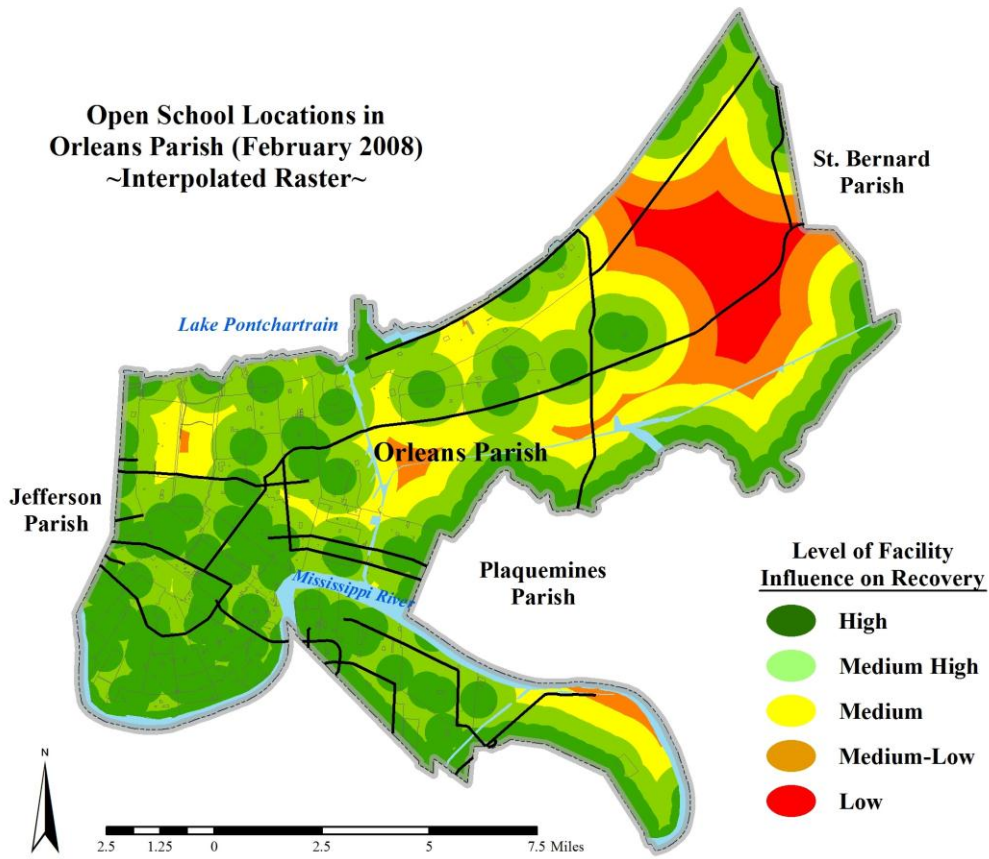 Open School Locations in
Orleans Parish (February 2008)
~Interpolated Raster~
St. Bernard
Parish
Lake Pontchartrain
Orleans Parish
Jefferson
Parish
Plaquemines
Parish
Mississippi River
Level of Facility
Influence on Recovery
High
Medium High
Medium
Medium-Low
Low
N
2.5 1.25 0 2.5 5 7.5 Miles